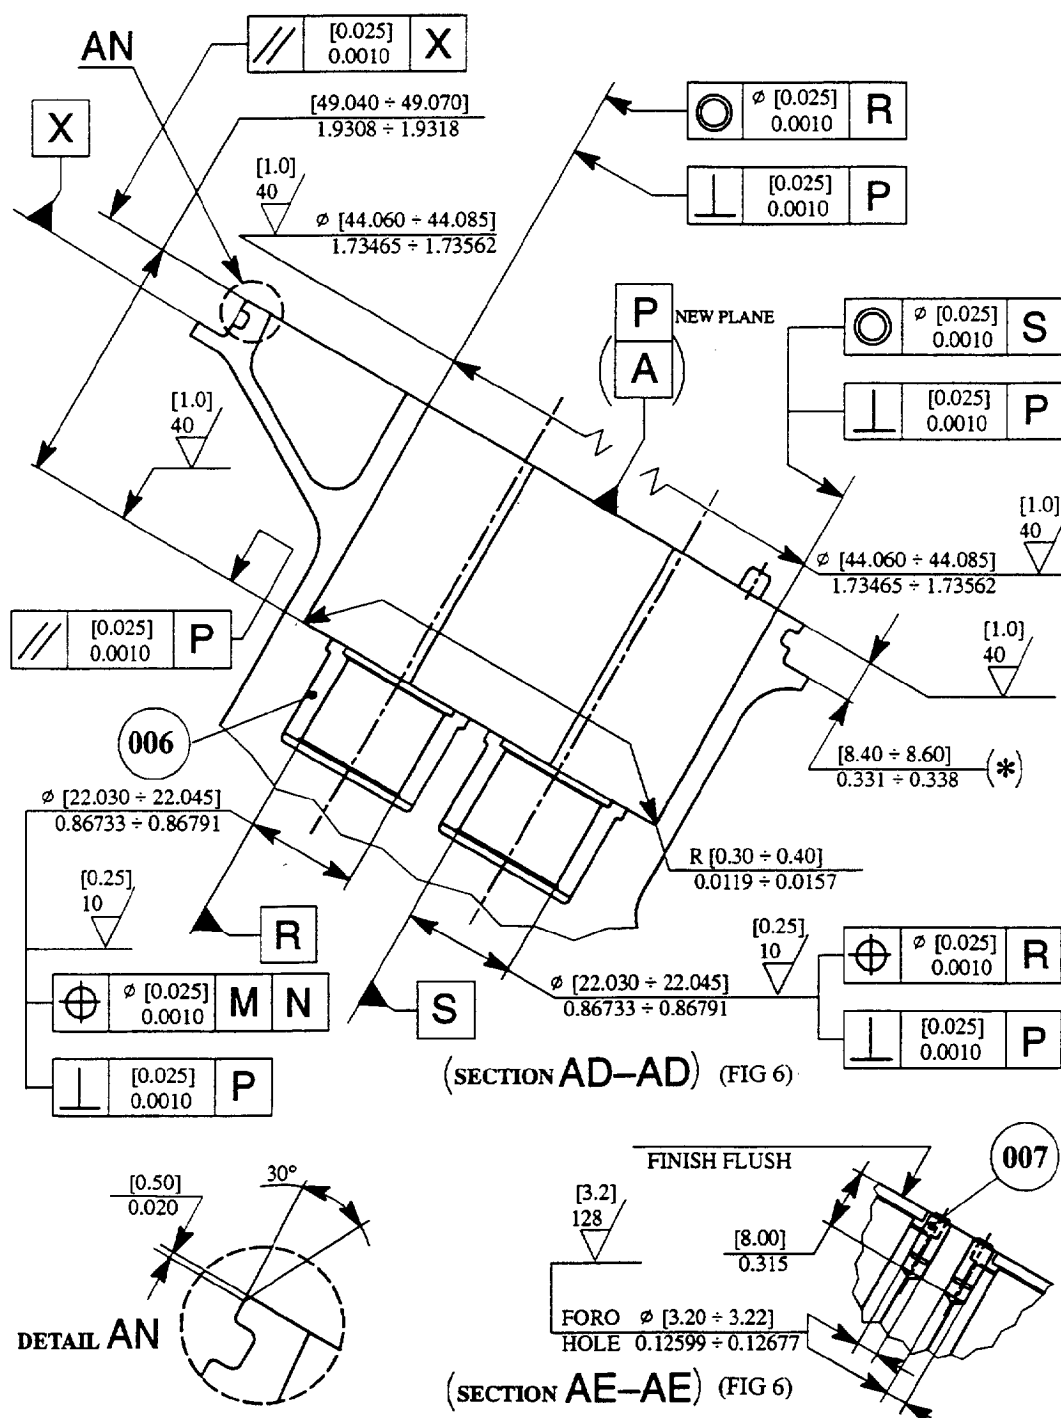 AN
[0.025]
0.0010
X
X
[49.040 ÷ 49.070]
1.9308 ÷ 1.9318
ø [0.025]
0.0010
R
[0.025]
0.0010
P
[1.0]
40
ø [44.060 ÷ 44.085]
1.73465 ÷ 1.73562
P NEW PLANE
(A)
ø [0.025]
0.0010
S
[0.025]
0.0010
P
[1.0]
40
[1.0]
40
ø [44.060 ÷ 44.085]
1.73465 ÷ 1.73562
[0.025]
0.0010
P
[1.0]
40
006
[8.40 ÷ 8.60]
0.331 ÷ 0.338
(*)
ø [22.030 ÷ 22.045]
0.86733 ÷ 0.86791
R [0.30 ÷ 0.40]
0.0119 ÷ 0.0157
[0.25]
10
R
[0.25]
10
ø [0.025]
0.0010
R
ø [0.025]
0.0010
M N
S
ø [22.030 ÷ 22.045]
0.86733 ÷ 0.86791
[0.025]
0.0010
P
[0.025]
0.0010
P
(SECTION AD–AD) (FIG 6)
FINISH FLUSH
007
[0.50]
0.020
30°
[3.2]
128
[8.00]
0.315
DETAIL AN
FORO ø [3.20 ÷ 3.22]
HOLE 0.12599 ÷ 0.12677
(SECTION AE–AE) (FIG 6)